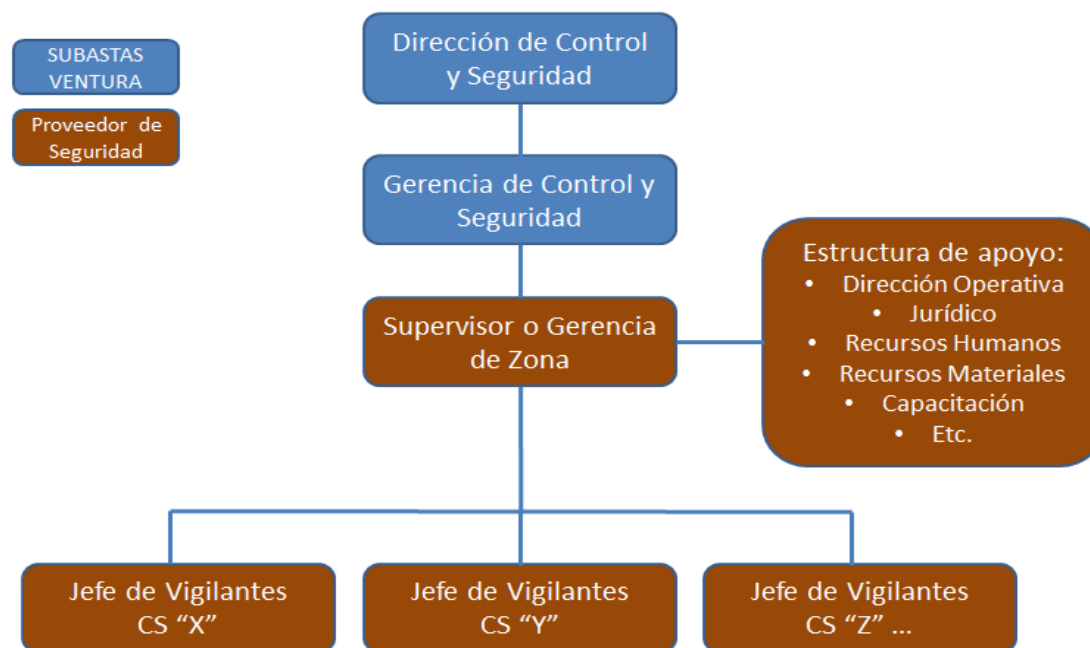 SUBASTAS
VENTURA
Proveedor de
Seguridad
Dirección de Control
y Seguridad
Gerencia de Control y
Seguridad
Supervisor o Gerencia
de Zona
Estructura de apoyo:
• Dirección Operativa
• Jurídico
• Recursos Humanos
• Recursos Materiales
• Capacitación
• Etc.
Jefe de Vigilantes
CS “X”
Jefe de Vigilantes
CS “Y”
Jefe de Vigilantes
CS “Z” ...